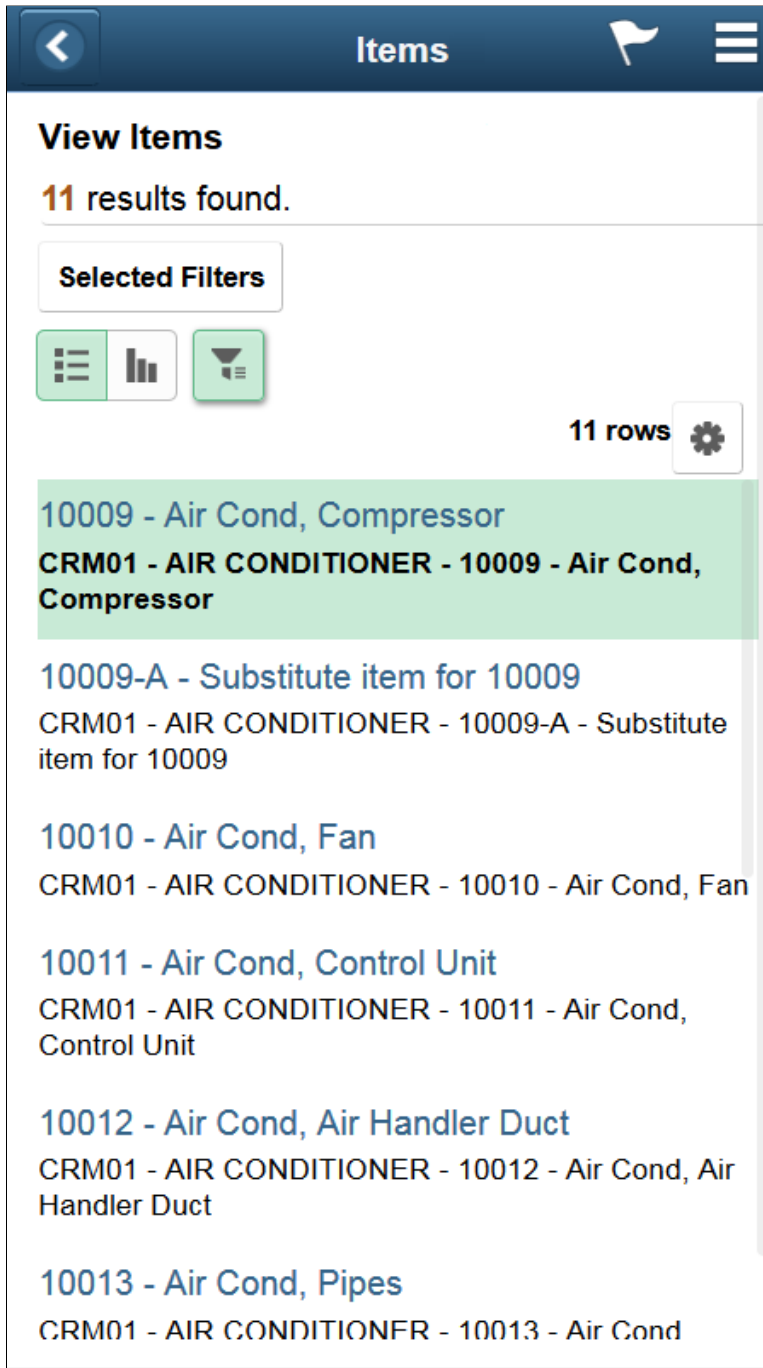 Items
View Items
11 results found.
Selected Filters
11 rows
10009 - Air Cond, Compressor
CRM01 - AIR CONDITIONER - 10009 - Air Cond,
Compressor
10009-A - Substitute item for 10009
CRM01 - AIR CONDITIONER - 10009-A - Substitute
item for 10009
10010 - Air Cond, Fan
CRM01 - AIR CONDITIONER - 10010 - Air Cond, Fan
10011 - Air Cond, Control Unit
CRM01 - AIR CONDITIONER - 10011 - Air Cond,
Control Unit
10012 - Air Cond, Air Handler Duct
CRM01 - AIR CONDITIONER - 10012 - Air Cond, Air
Handler Duct
10013 - Air Cond, Pipes
CRM01 - AIR CONDITIONER - 10013 - Air Cond